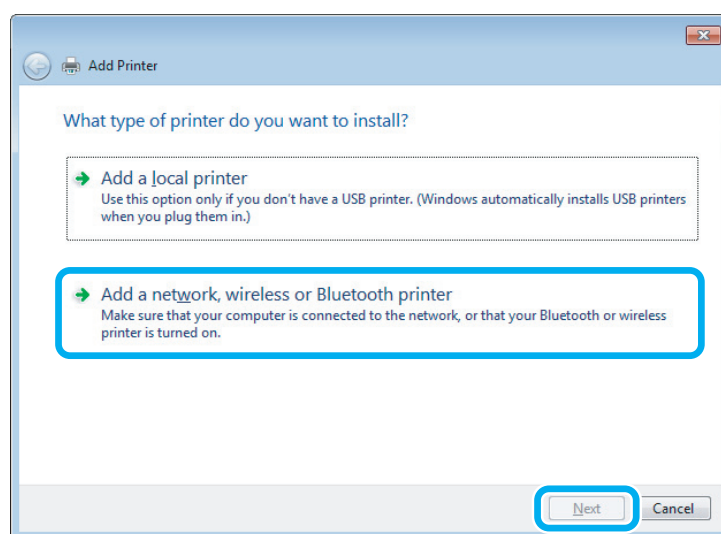 Add Printer
What type of printer do you want to install?
Add a local printer
Use this option only if you don't have a USB printer. (Windows automatically installs USB printers
when you plug them in.)
Add a network, wireless or Bluetooth printer
Make sure that your computer is connected to the network, or that your Bluetooth or wireless
printer is turned on.
Next Cancel